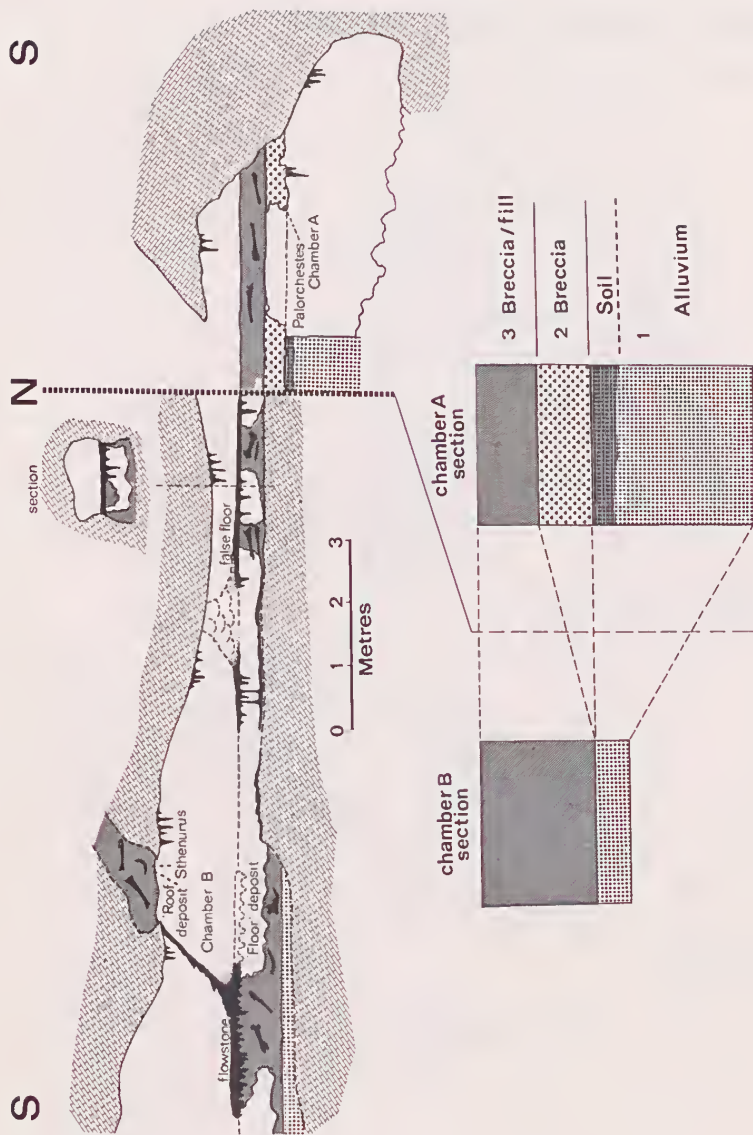 S
N
S
section
false floor
Roof
deposit
Sthenurus
Chamber B
Floor deposit
flowstone
Palorchestes
Chamber A
0 1 2 3
Metres
chamber B
section
chamber A
section
3 Breccia / fill
2 Breccia
Soil
1
Alluvium